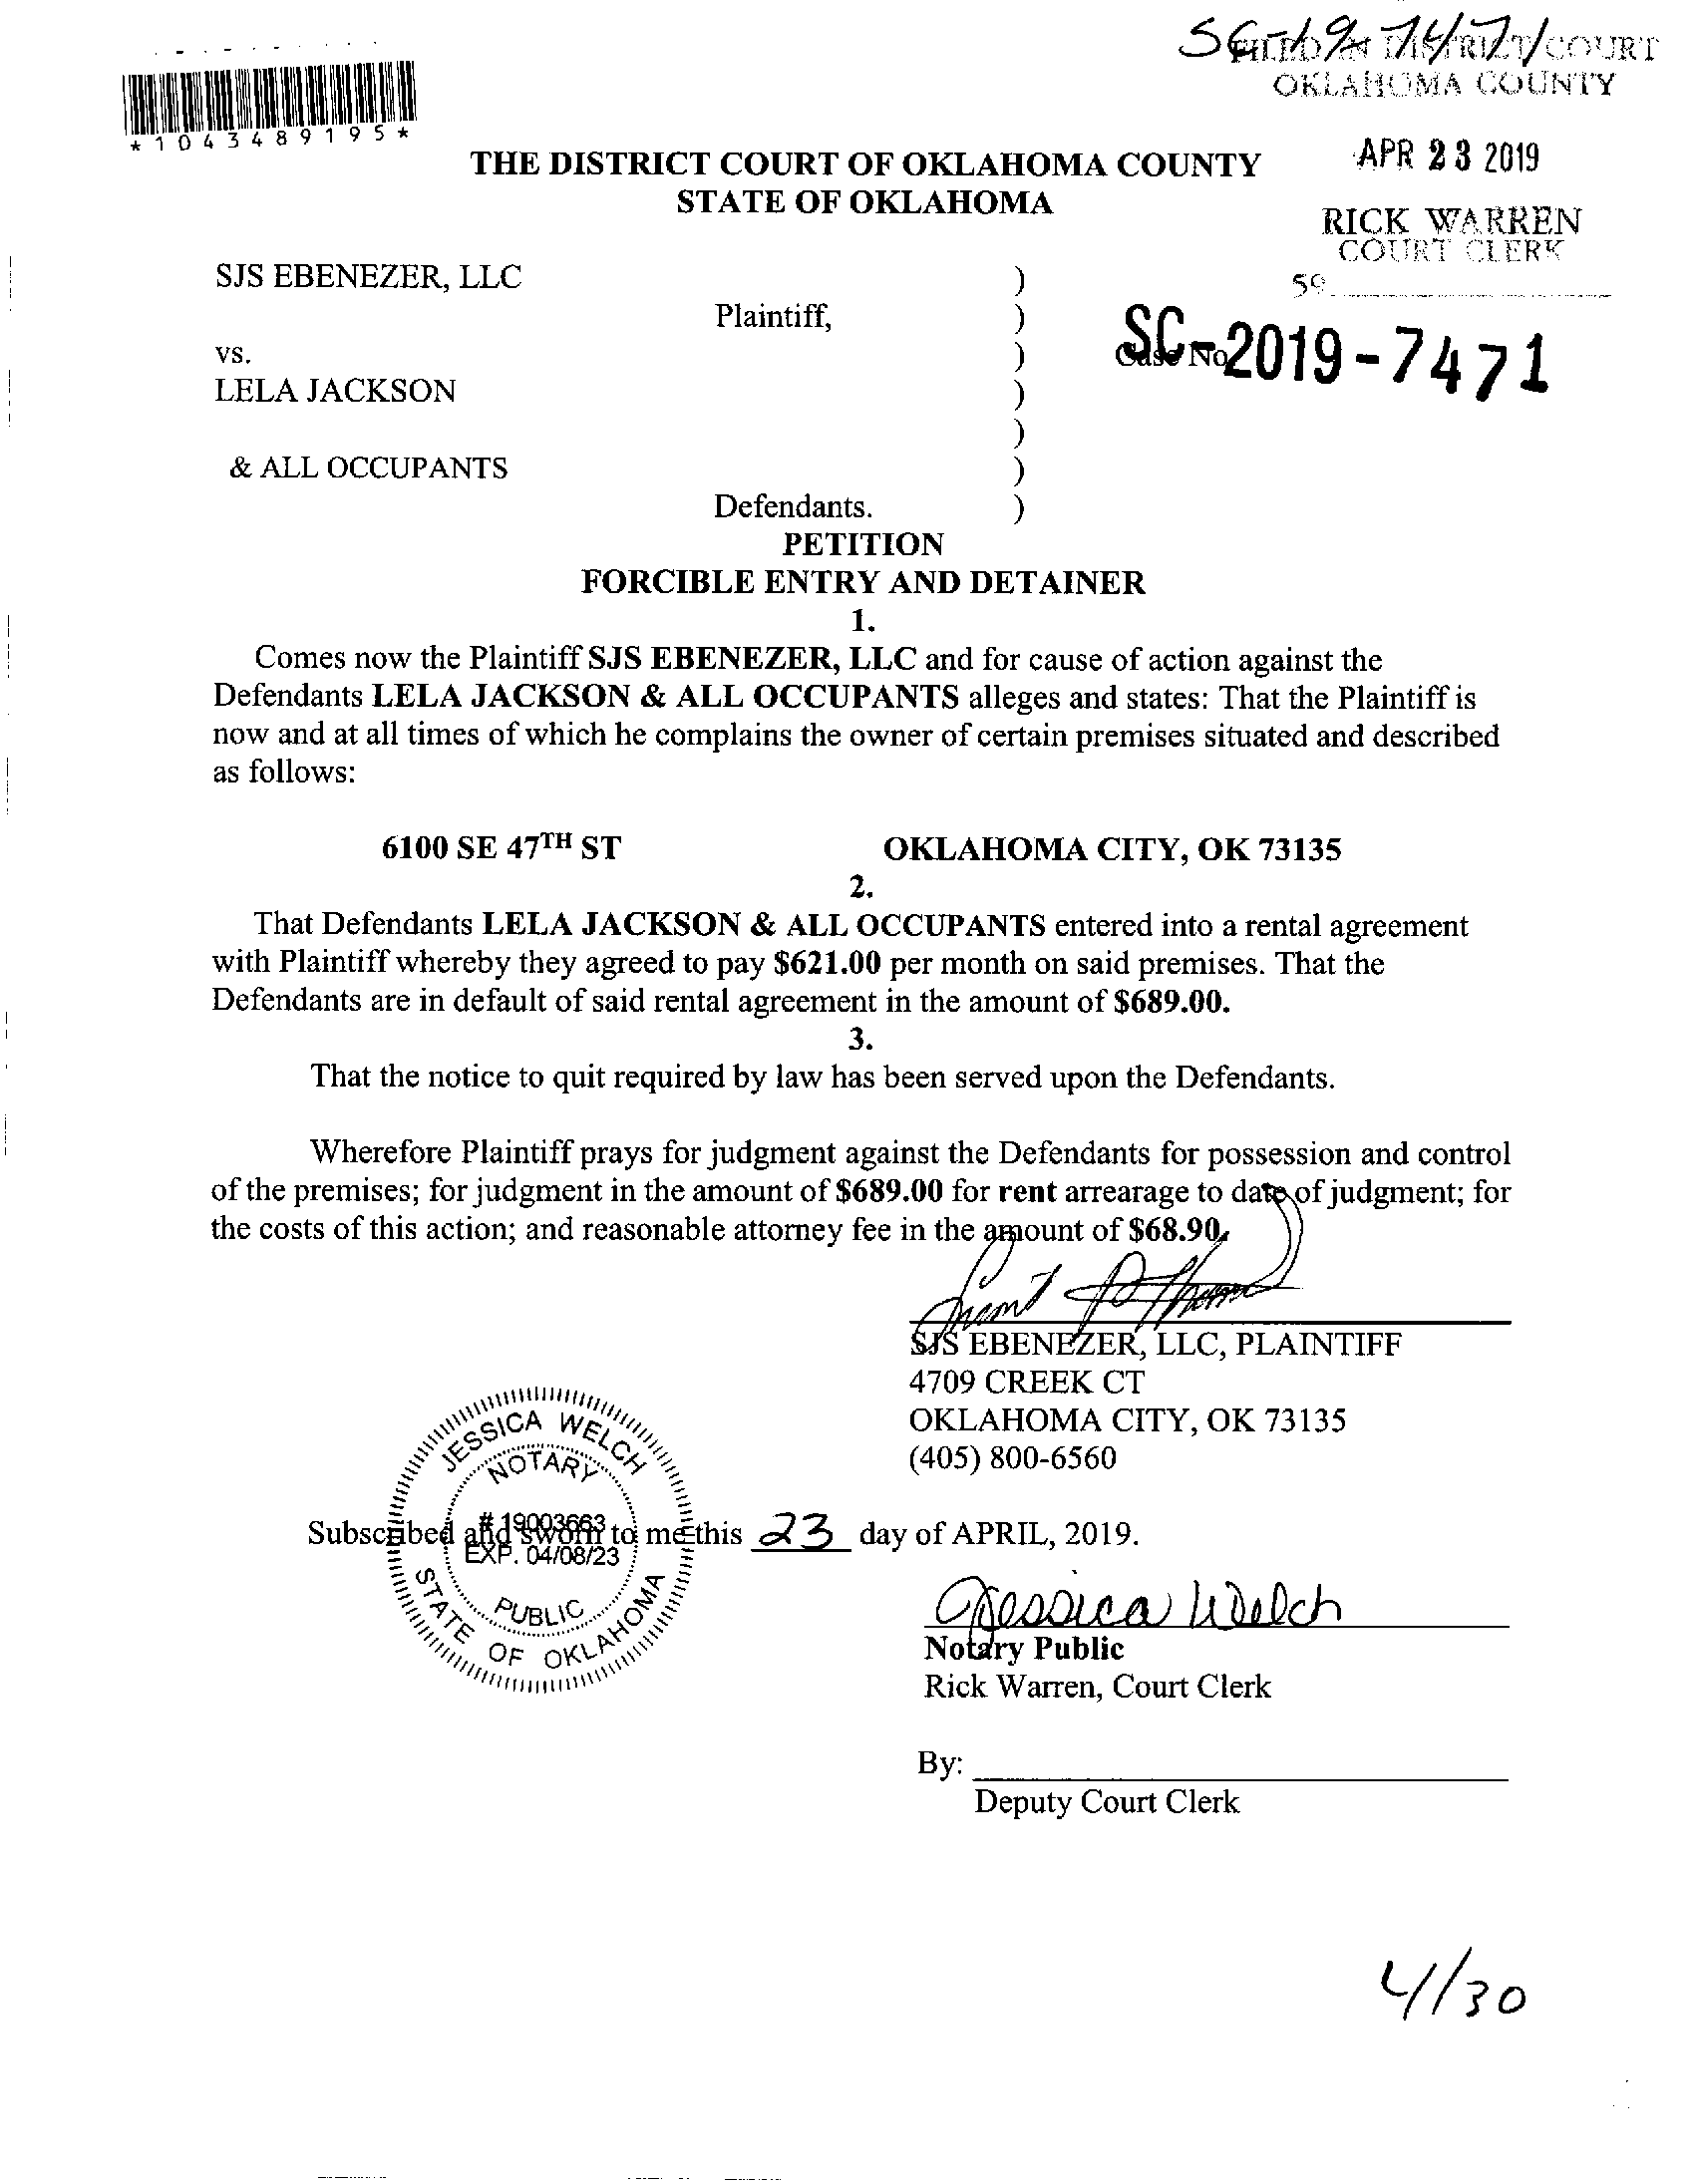 SC-19-7471
FILED IN DISTRICT COURT
OKLAHOMA COUNTY
*1043489195*
APR 23 2019
THE DISTRICT COURT OF OKLAHOMA COUNTY
STATE OF OKLAHOMA
RICK WARREN
COURT CLERK
59
SJS EBENEZER, LLC )
Plaintiff, )
Case No. SC-2019-7471
vs. )
LELA JACKSON )
)
& ALL OCCUPANTS )
Defendants. )
PETITION
FORCIBLE ENTRY AND DETAINER
1.
Comes now the Plaintiff SJS EBENEZER, LLC and for cause of action against the
Defendants LELA JACKSON & ALL OCCUPANTS alleges and states: That the Plaintiff is
now and at all times of which he complains the owner of certain premises situated and described
as follows:
6100 SE 47TH ST OKLAHOMA CITY, OK 73135
2.
That Defendants LELA JACKSON & ALL OCCUPANTS entered into a rental agreement
with Plaintiff whereby they agreed to pay $621.00 per month on said premises. That the
Defendants are in default of said rental agreement in the amount of $689.00.
3.
That the notice to quit required by law has been served upon the Defendants.
Wherefore Plaintiff prays for judgment against the Defendants for possession and control
of the premises; for judgment in the amount of $689.00 for rent arrearage to date of judgment; for
the costs of this action; and reasonable attorney fee in the amount of $68.90.
SJS EBENEZER, LLC, PLAINTIFF
4709 CREEK CT
OKLAHOMA CITY, OK 73135
(405) 800-6560
JESSICA WELCH
NOTARY
# 19003663
EXP. 04/08/23
PUBLIC
STATE OF OKLAHOMA
Subscribed and sworn to me this 23 day of APRIL, 2019.
Jessica Welch
Notary Public
Rick Warren, Court Clerk
By:
Deputy Court Clerk
4/30